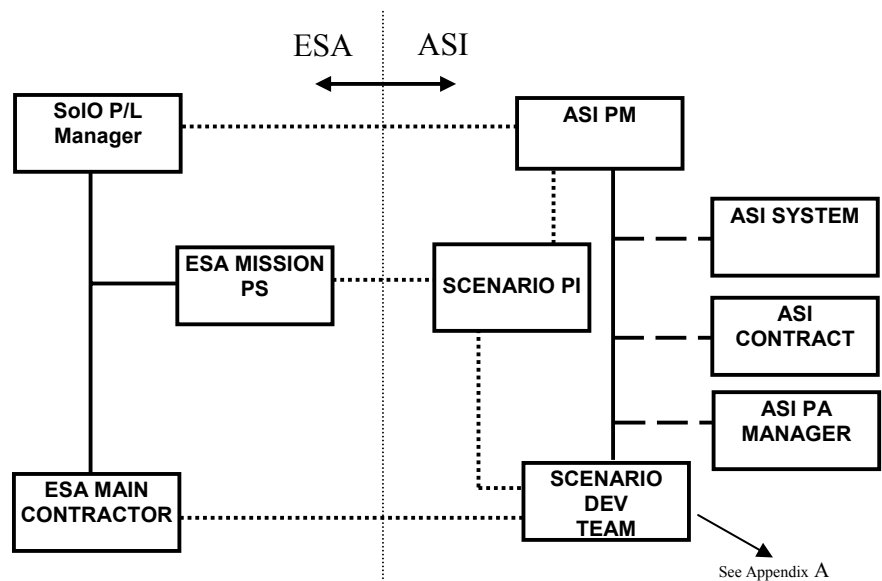 ESA ASI
SolO P/L
Manager
ASI PM
ASI SYSTEM
ESA MISSION
PS
SCENARIO PI
ASI
CONTRACT
ASI PA
MANAGER
ESA MAIN
CONTRACTOR
SCENARIO
DEV
TEAM
See Appendix A